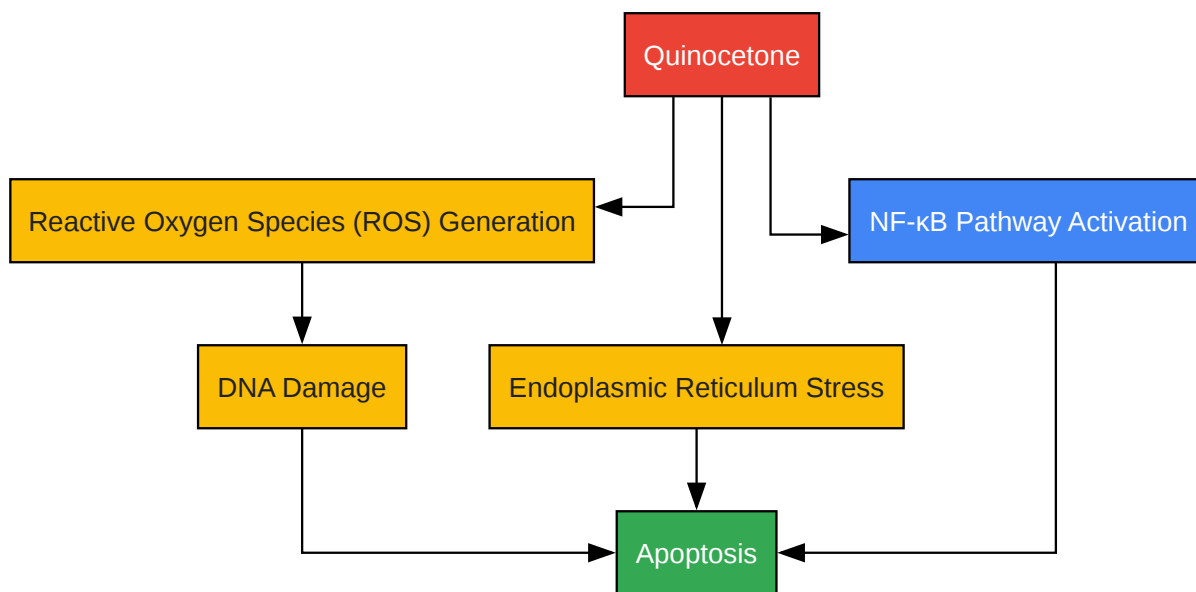 Quinocetone
Reactive Oxygen Species (ROS) Generation
NF-κB Pathway Activation
DNA Damage
Endoplasmic Reticulum Stress
Apoptosis